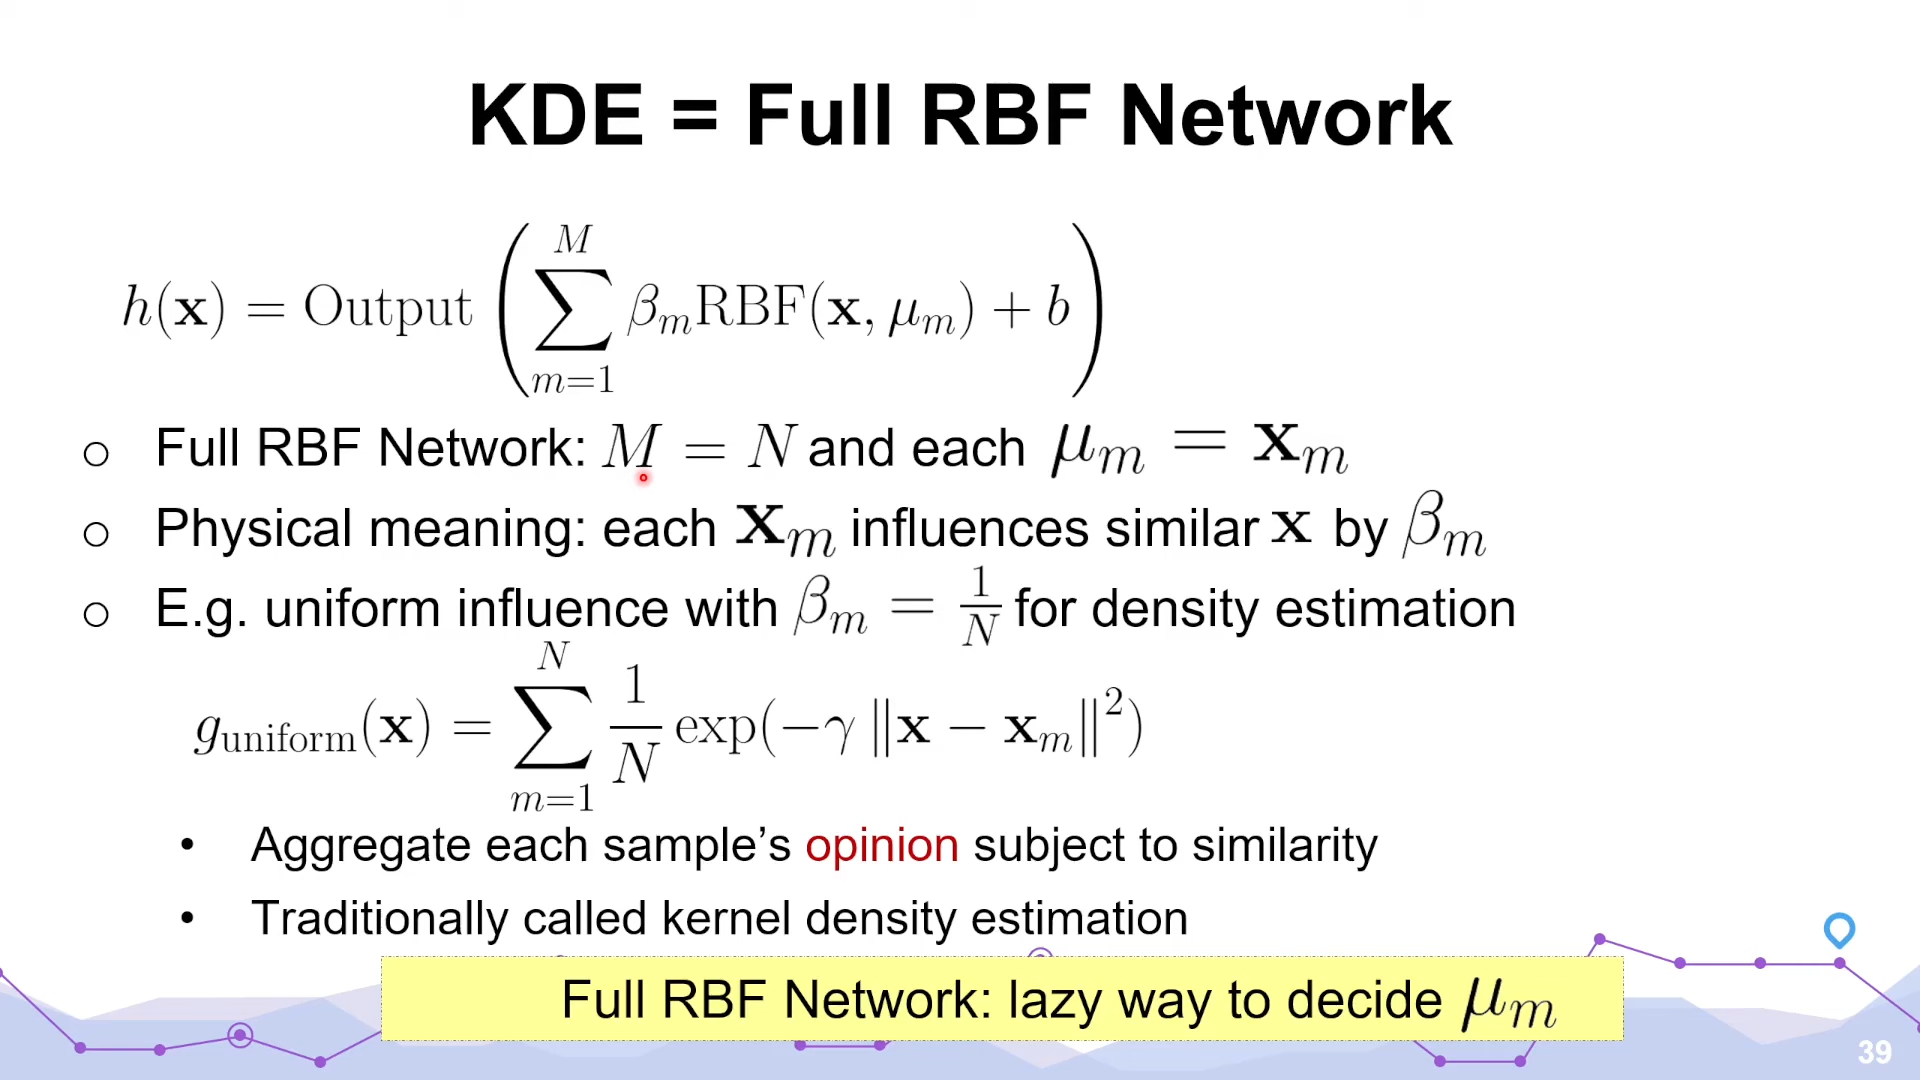 KDE = Full RBF Network
h(𝐱) = Output ( ∑_{m=1}^{M} β_m RBF(𝐱, μ_m) + b )
○ Full RBF Network: M = N and each μ_m = 𝐱_m
○ Physical meaning: each 𝐱_m influences similar 𝐱 by β_m
○ E.g. uniform influence with β_m = 1/N for density estimation
g_uniform(𝐱) = ∑_{m=1}^{N} 1/N exp(−γ ‖𝐱 − 𝐱_m‖²)
• Aggregate each sample’s opinion subject to similarity
• Traditionally called kernel density estimation
Full RBF Network: lazy way to decide μ_m
39